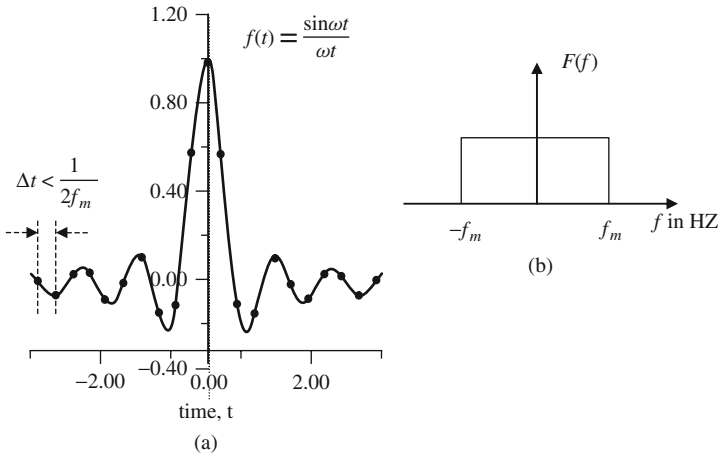 1.20
f(t) = sinωt / ωt
0.80
Δt < 1 / 2f_m
0.40
0.00
−0.40
−2.00
0.00
2.00
time, t
(a)
F(f)
−f_m
f_m
f in HZ
(b)